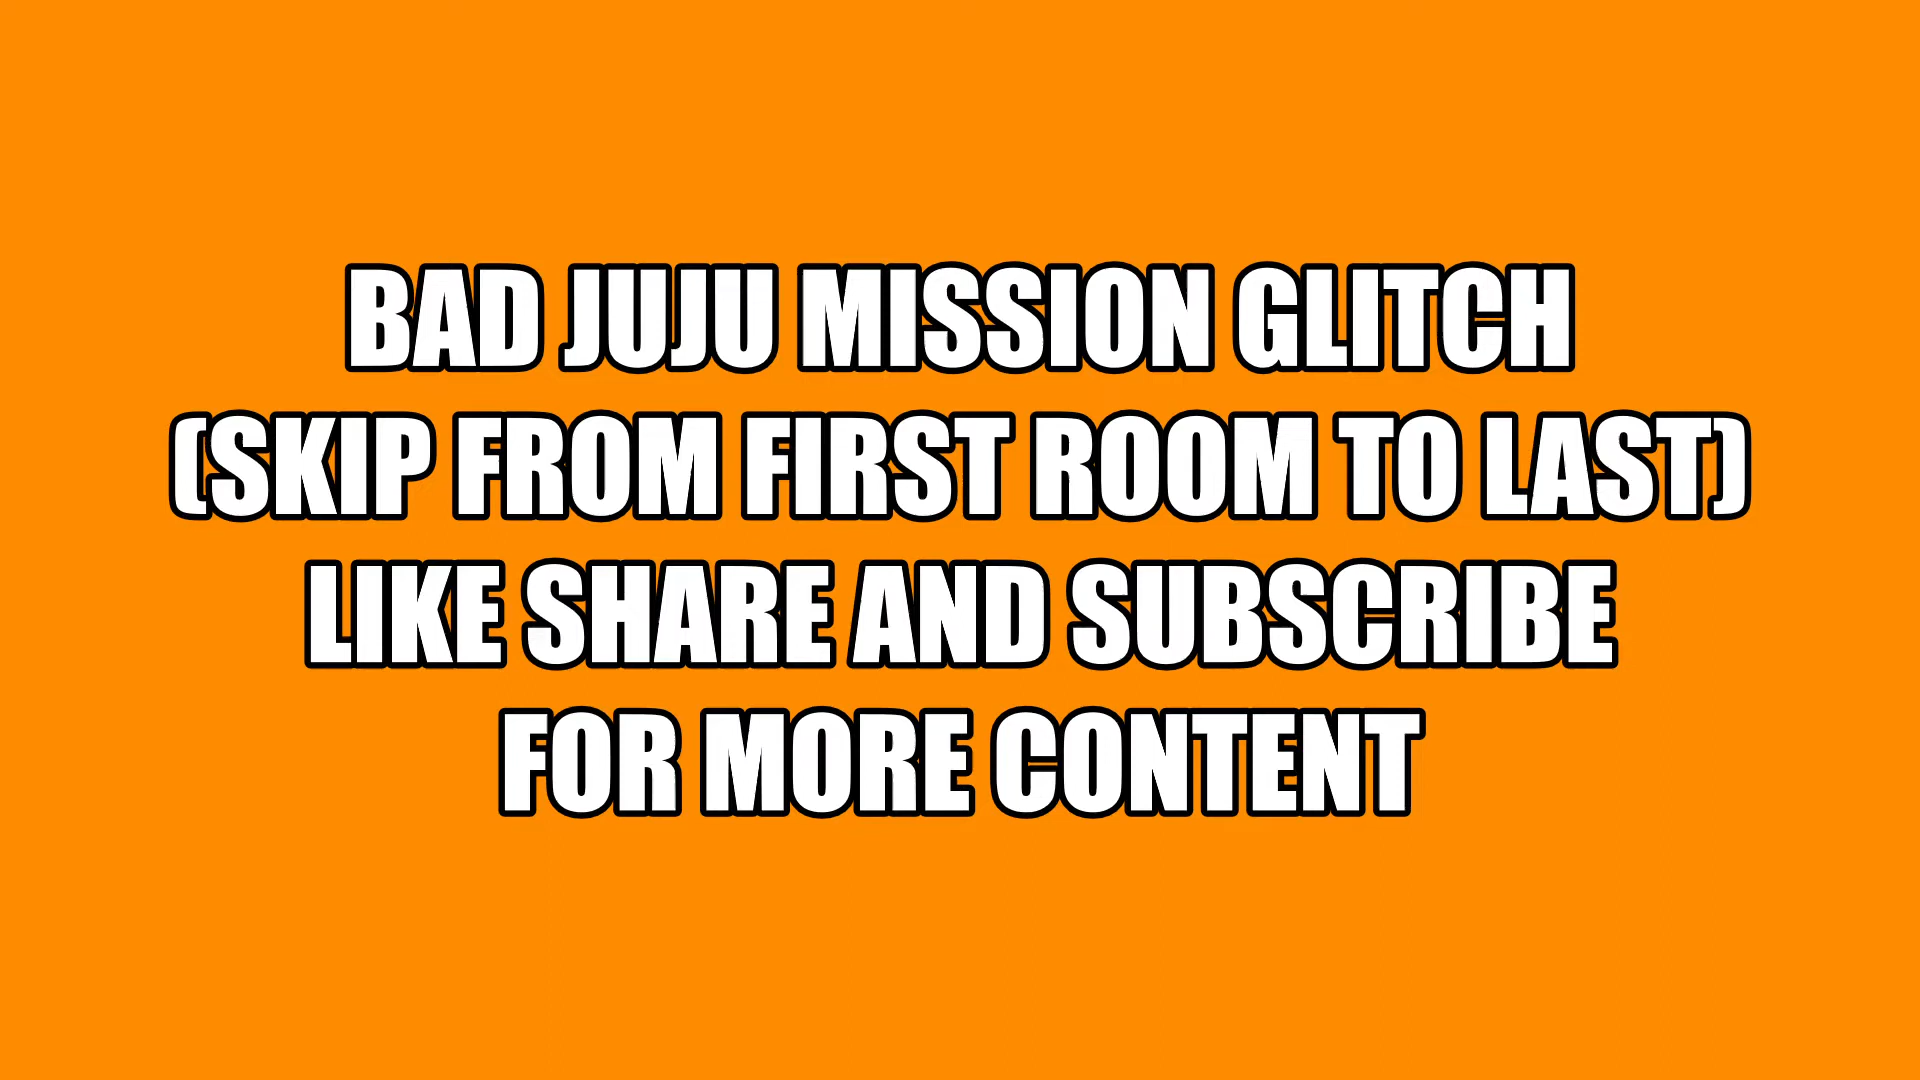 BAD JUJU MISSION GLITCH
(SKIP FROM FIRST ROOM TO LAST)
LIKE SHARE AND SUBSCRIBE
FOR MORE CONTENT